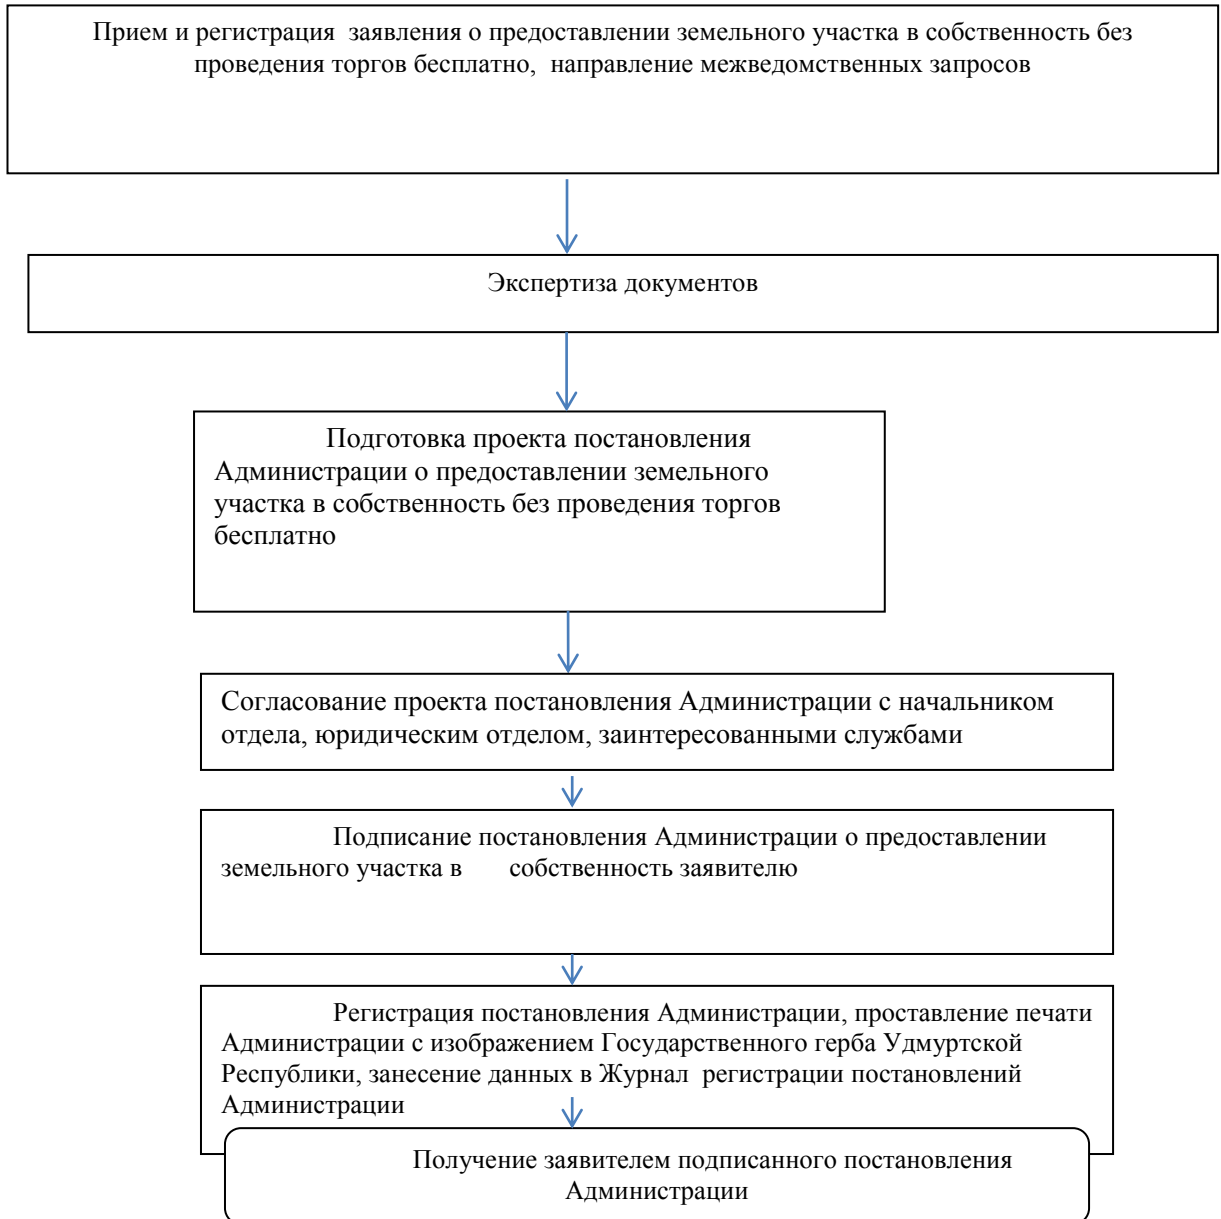 Прием и регистрация  заявления о предоставлении земельного участка в собственность без
проведения торгов бесплатно,  направление межведомственных запросов
Экспертиза документов
Подготовка проекта постановления
Администрации о предоставлении земельного
участка в собственность без проведения торгов
бесплатно
Согласование проекта постановления Администрации с начальником
отдела, юридическим отделом, заинтересованными службами
Подписание постановления Администрации о предоставлении
земельного участка в      собственность заявителю
Регистрация постановления Администрации, проставление печати
Администрации с изображением Государственного герба Удмуртской
Республики, занесение данных в Журнал  регистрации постановлений
Администрации
Получение заявителем подписанного постановления
Администрации